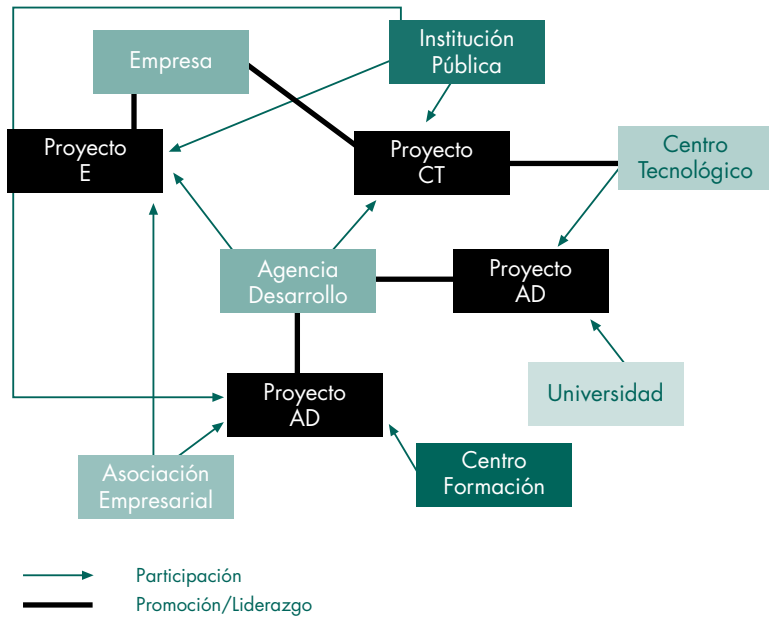 Institución
Pública
Empresa
Proyecto
E
Proyecto
CT
Centro
Tecnológico
Agencia
Desarrollo
Proyecto
AD
Proyecto
AD
Universidad
Asociación
Empresarial
Centro
Formación
Participación
Promoción/Liderazgo